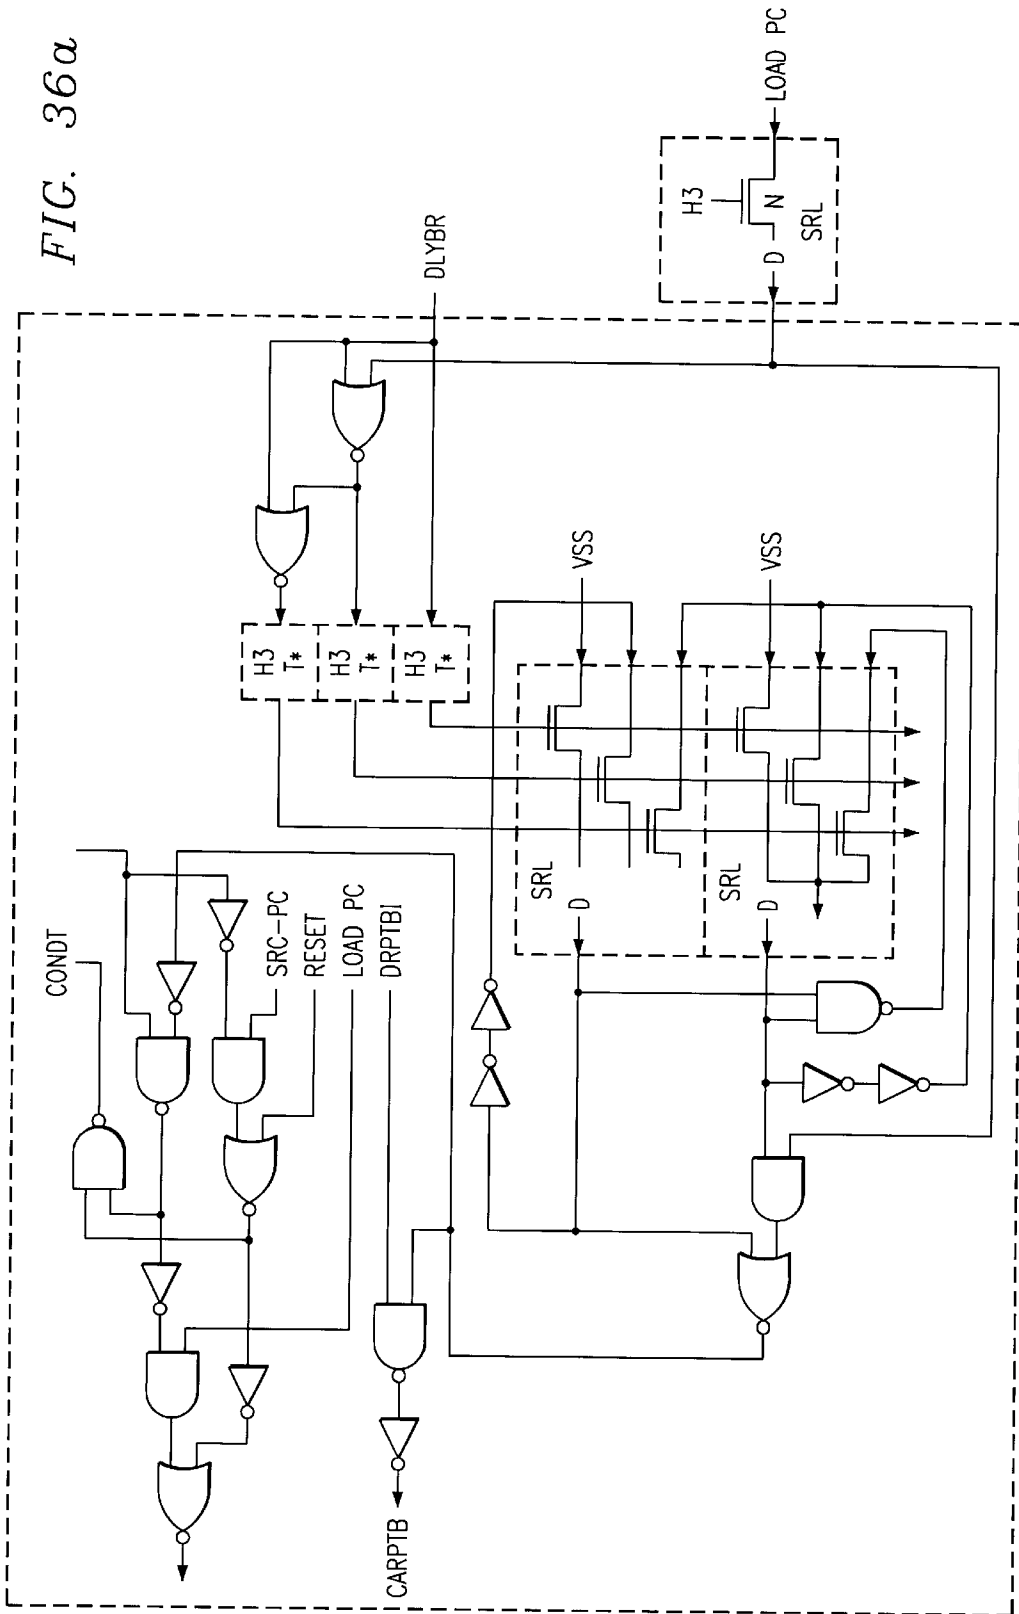 FIG. 36a
CONDT
SRC-PC
RESET
LOAD PC
DRPTBI
CARPTB
H3
T*
H3
T*
H3
T*
DLYBR
VSS
SRL
D
VSS
SRL
D
H3
N
D
SRL
LOAD PC